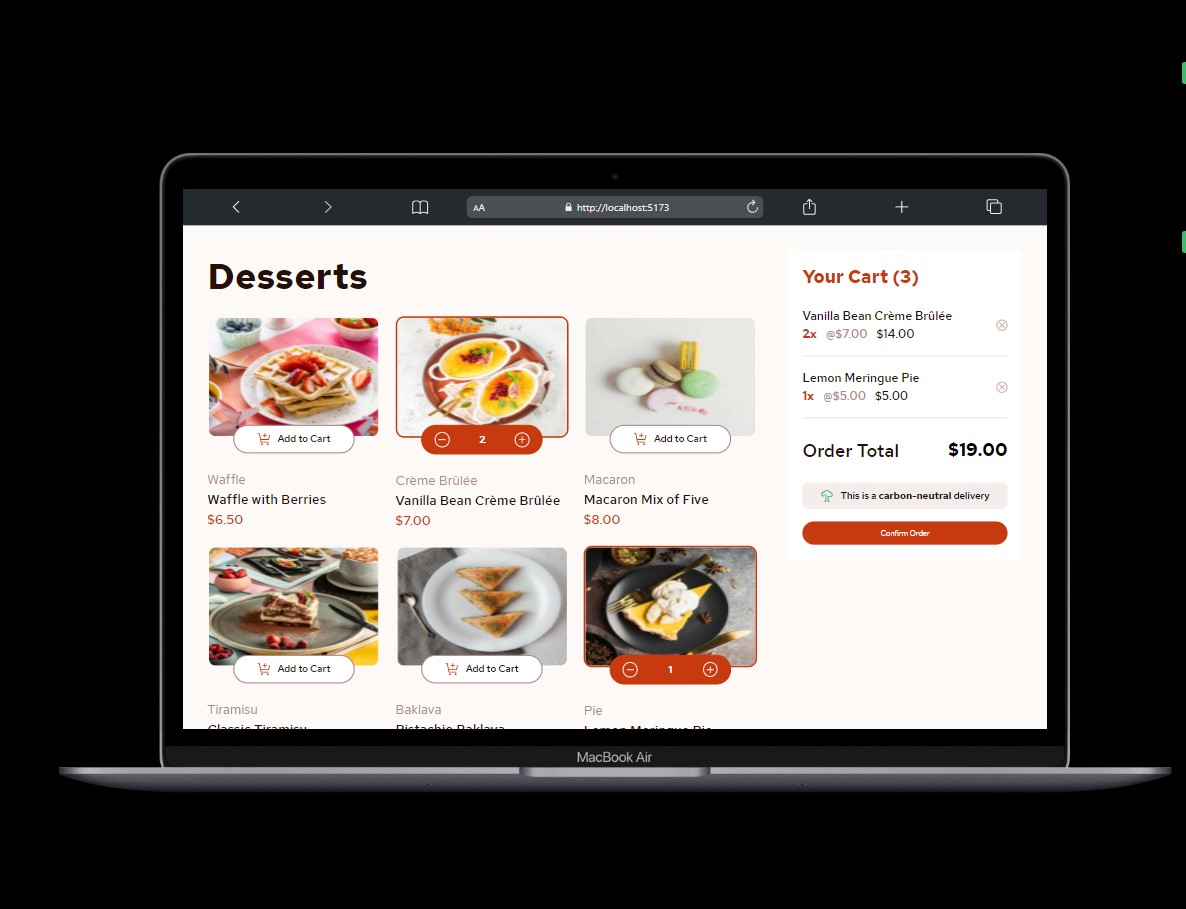 AA
http://localhost:5173
Desserts
Add to Cart
2
Add to Cart
Waffle
Waffle with Berries
$6.50
Crème Brûlée
Vanilla Bean Crème Brûlée
$7.00
Macaron
Macaron Mix of Five
$8.00
Add to Cart
Add to Cart
1
Tiramisu
Classic Tiramisu
Baklava
Pistachio Baklava
Pie
Lemon Meringue Pie
Your Cart (3)
Vanilla Bean Crème Brûlée
2x @$7.00 $14.00
Lemon Meringue Pie
1x @$5.00 $5.00
Order Total $19.00
This is a carbon-neutral delivery
Confirm Order
MacBook Air